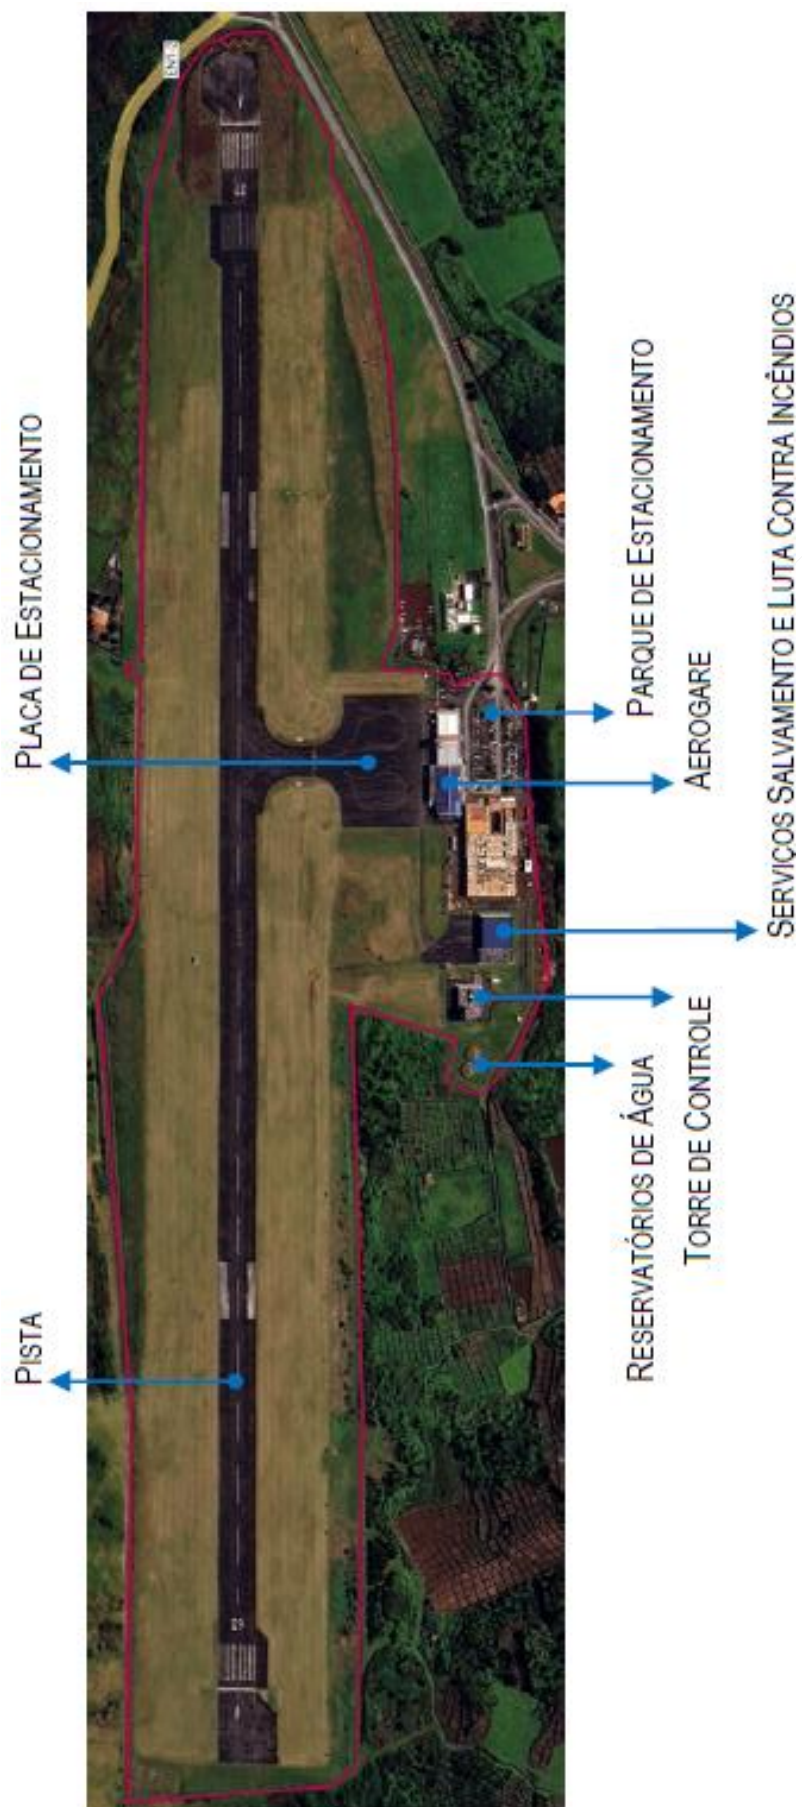 PISTA
PLACA DE ESTACIONAMENTO
RESERVATÓRIOS DE ÁGUA
PARQUE DE ESTACIONAMENTO
TORRE DE CONTROLE
AEROGARE
SERVIÇOS SALVAMENTO E LUTA CONTRA INCÊNDIOS